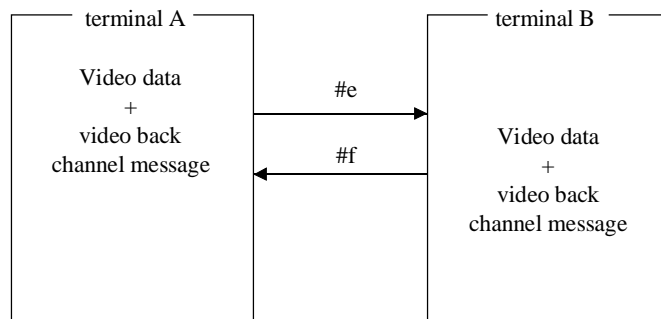 terminal A
terminal B
Video data
+
video back
channel message
#e
#f
Video data
+
video back
channel message